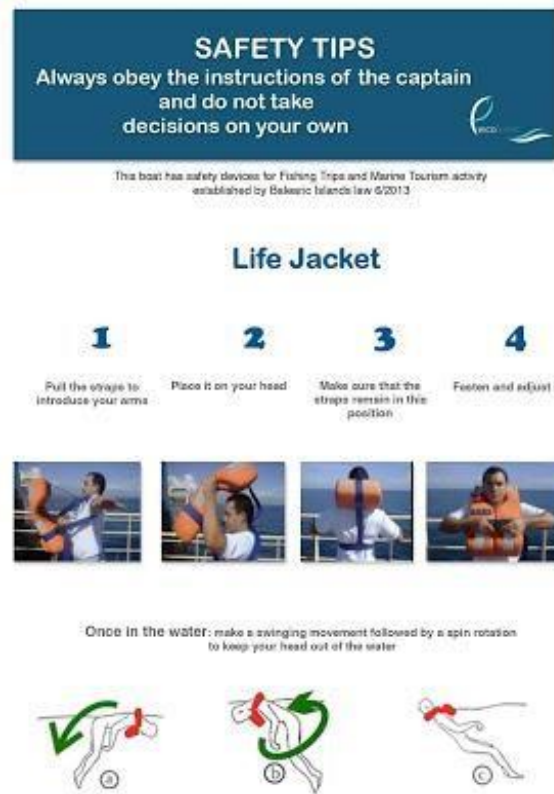 SAFETY TIPS
Always obey the instructions of the captain
and do not take
decisions on your own
This boat has safety devices for Fishing Trips and Marine Tourism activity
established by Balearic Islands law 6/2013
Life Jacket
1
2
3
4
Pull the straps to
introduce your arms
Place it on your head
Make sure that the
straps remain in this
position
Fasten and adjust
Once in the water: make a swinging movement followed by a spin rotation
to keep your head out of the water
a
b
c